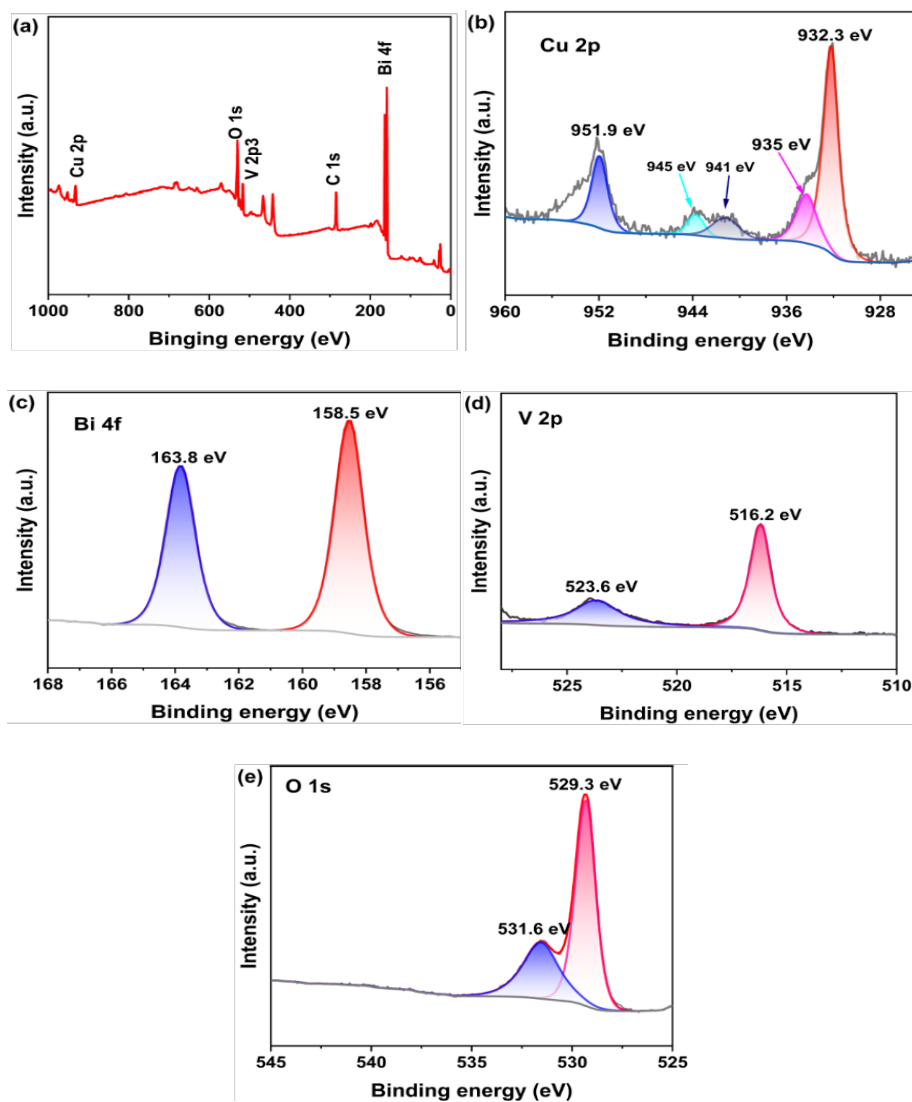 (a)
Intensity (a.u.)
Cu 2p
O 1s
V 2p3
C 1s
Bi 4f
1000 800 600 400 200 0
Binging energy (eV)
(b)
Cu 2p
Intensity (a.u.)
932.3 eV
951.9 eV
945 eV
941 eV
935 eV
960 952 944 936 928
Binding energy (eV)
(c)
Bi 4f
Intensity (a.u.)
158.5 eV
163.8 eV
168 166 164 162 160 158 156
Binding energy (eV)
(d)
V 2p
Intensity (a.u.)
516.2 eV
523.6 eV
525 520 515 510
Binding energy (eV)
(e)
O 1s
Intensity (a.u.)
529.3 eV
531.6 eV
545 540 535 530 525
Binding energy (eV)